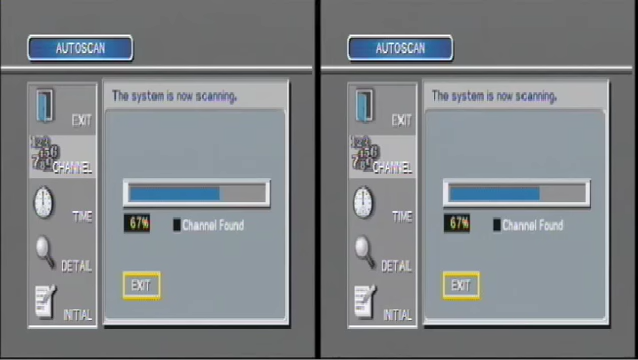 AUTOSCAN
The system is now scanning.
EXIT
CHANNEL
TIME
67%
Channel Found
DETAIL
EXIT
INITIAL
AUTOSCAN
The system is now scanning.
EXIT
CHANNEL
TIME
67%
Channel Found
DETAIL
EXIT
INITIAL